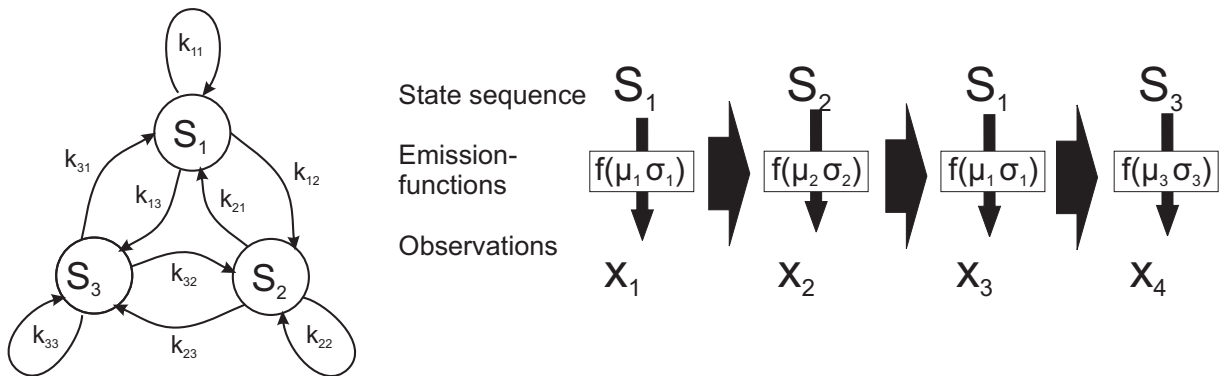 k₁₁
S₁
k₃₁
k₁₂
k₁₃
k₂₁
S₃
k₃₂
S₂
k₃₃
k₂₃
k₂₂
State sequence S₁ S₂ S₁ S₃
Emission-
functions
f(μ₁ σ₁) f(μ₂ σ₂) f(μ₁ σ₁) f(μ₃ σ₃)
Observations
x₁ x₂ x₃ x₄